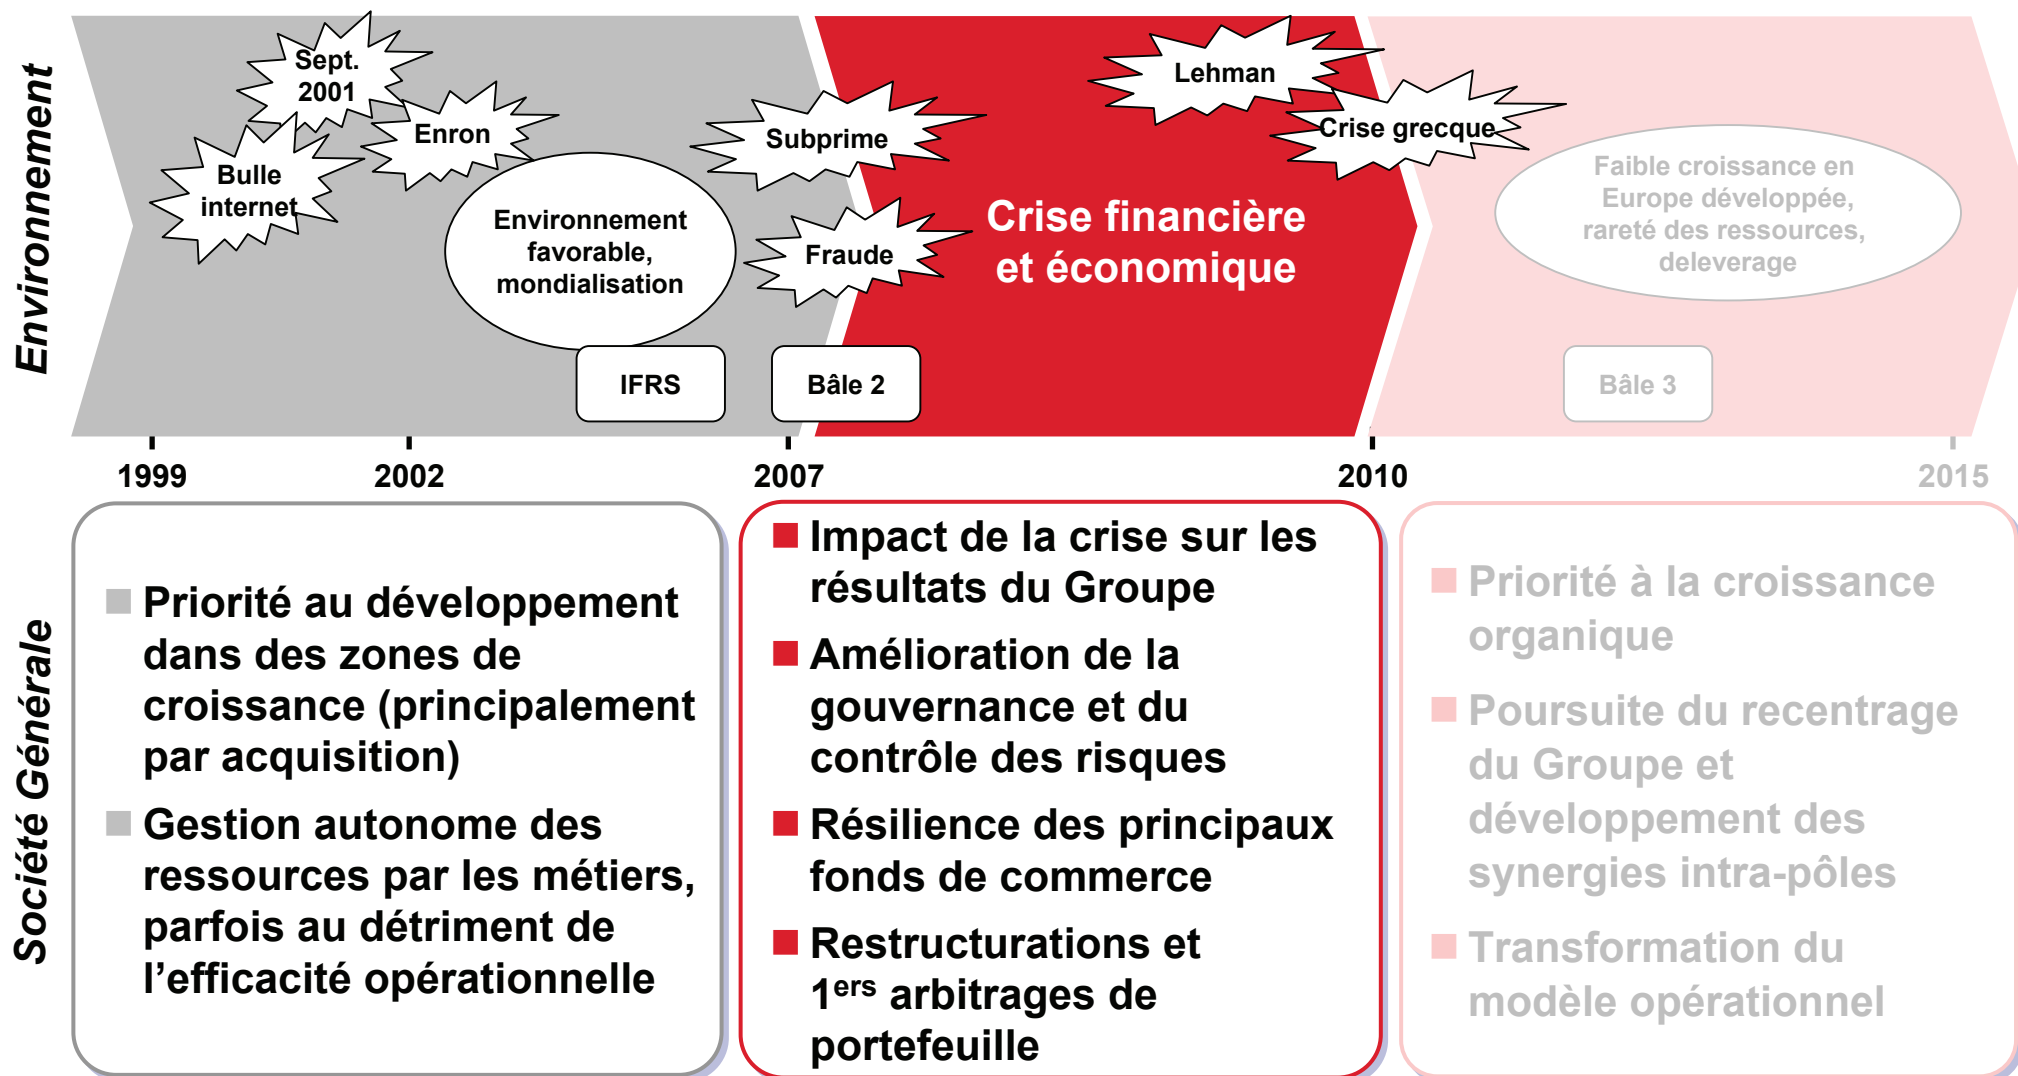 Environnement
Sept.
2001
Bulle
internet
Enron
Environnement
favorable,
mondialisation
IFRS
Subprime
Fraude
Bâle 2
Lehman
Crise grecque
Crise financière
et économique
Faible croissance en
Europe développée,
rareté des ressources,
deleverage
Bâle 3
1999
2002
2007
2010
2015
Société Générale
Priorité au développement
dans des zones de
croissance (principalement
par acquisition)
Gestion autonome des
ressources par les métiers,
parfois au détriment de
l’efficacité opérationnelle
Impact de la crise sur les
résultats du Groupe
Amélioration de la
gouvernance et du
contrôle des risques
Résilience des principaux
fonds de commerce
Restructurations et
1ers arbitrages de
portefeuille
Priorité à la croissance
organique
Poursuite du recentrage
du Groupe et
développement des
synergies intra-pôles
Transformation du
modèle opérationnel